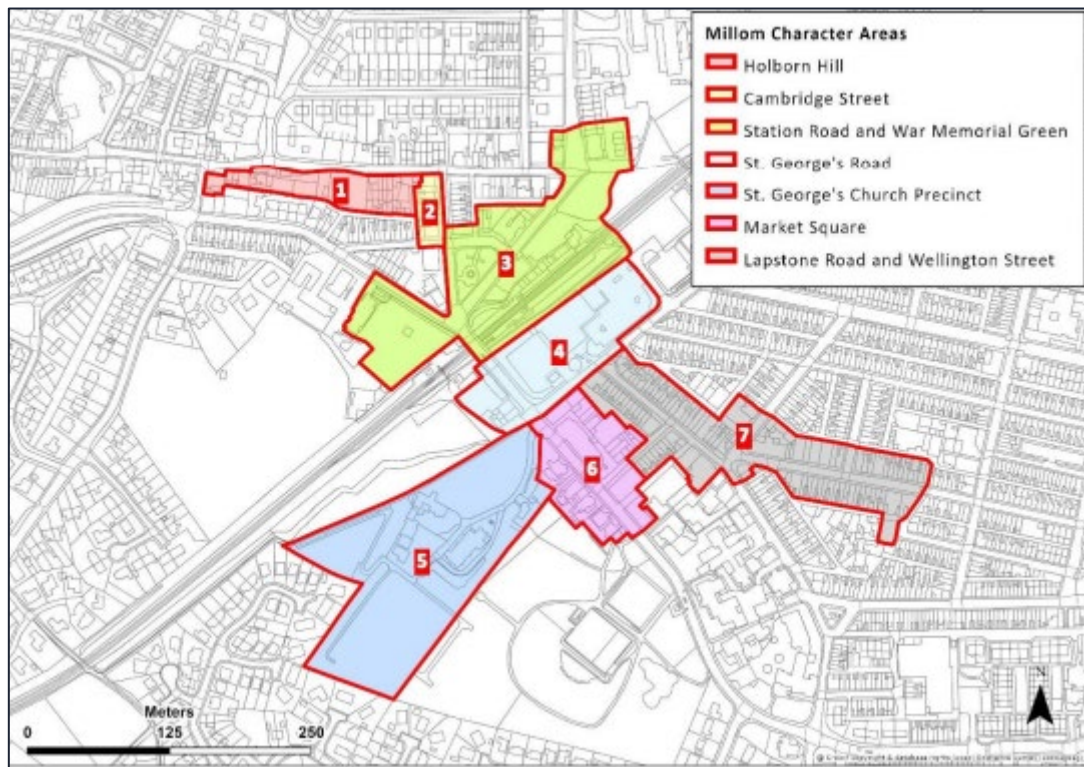 Millom Character Areas
Holborn Hill
Cambridge Street
Station Road and War Memorial Green
St. George's Road
St. George's Church Precinct
Market Square
Lapstone Road and Wellington Street
1
2
3
4
7
6
5
Meters
0 125 250
N